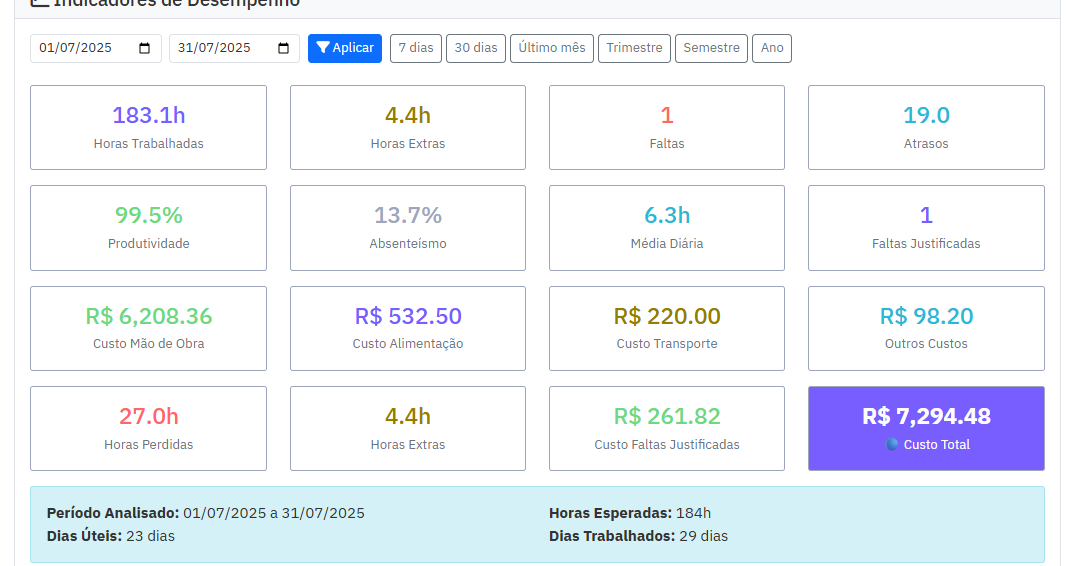 Indicadores de Desempenho
01/07/2025 31/07/2025 Aplicar 7 dias 30 dias Último mês Trimestre Semestre Ano
183.1h 4.4h 1 19.0
Horas Trabalhadas Horas Extras Faltas Atrasos
99.5% 13.7% 6.3h 1
Produtividade Absenteísmo Média Diária Faltas Justificadas
R$ 6,208.36 R$ 532.50 R$ 220.00 R$ 98.20
Custo Mão de Obra Custo Alimentação Custo Transporte Outros Custos
27.0h 4.4h R$ 261.82 R$ 7,294.48
Horas Perdidas Horas Extras Custo Faltas Justificadas Custo Total
Período Analisado: 01/07/2025 a 31/07/2025 Horas Esperadas: 184h
Dias Úteis: 23 dias Dias Trabalhados: 29 dias